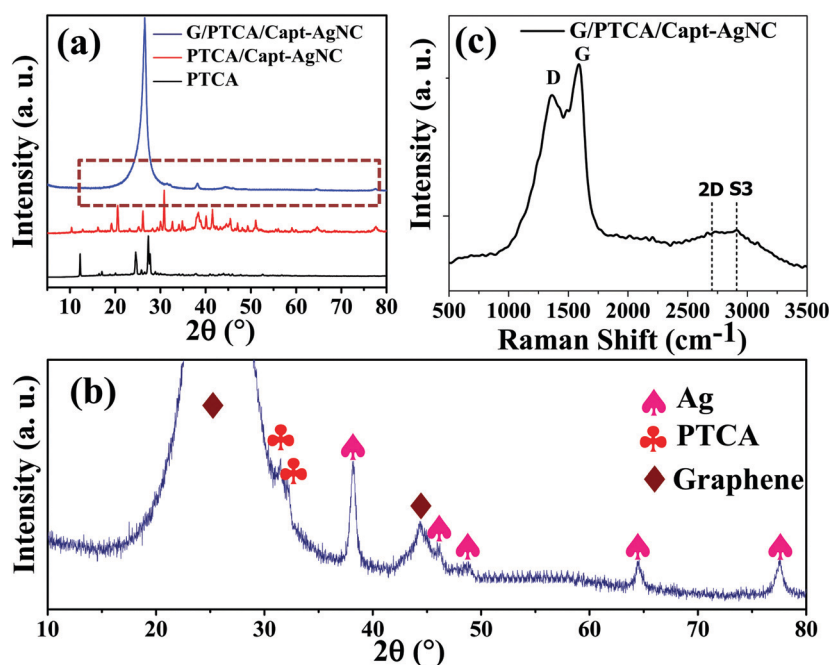 (a)
G/PTCA/Capt-AgNC
PTCA/Capt-AgNC
PTCA
Intensity (a. u.)
10 20 30 40 50 60 70 80
2θ (°)
(c)
G/PTCA/Capt-AgNC
D
G
2D S3
Intensity (a. u.)
500 1000 1500 2000 2500 3000 3500
Raman Shift (cm-1)
(b)
Ag
PTCA
Graphene
Intensity (a. u.)
10 20 30 40 50 60 70 80
2θ (°)